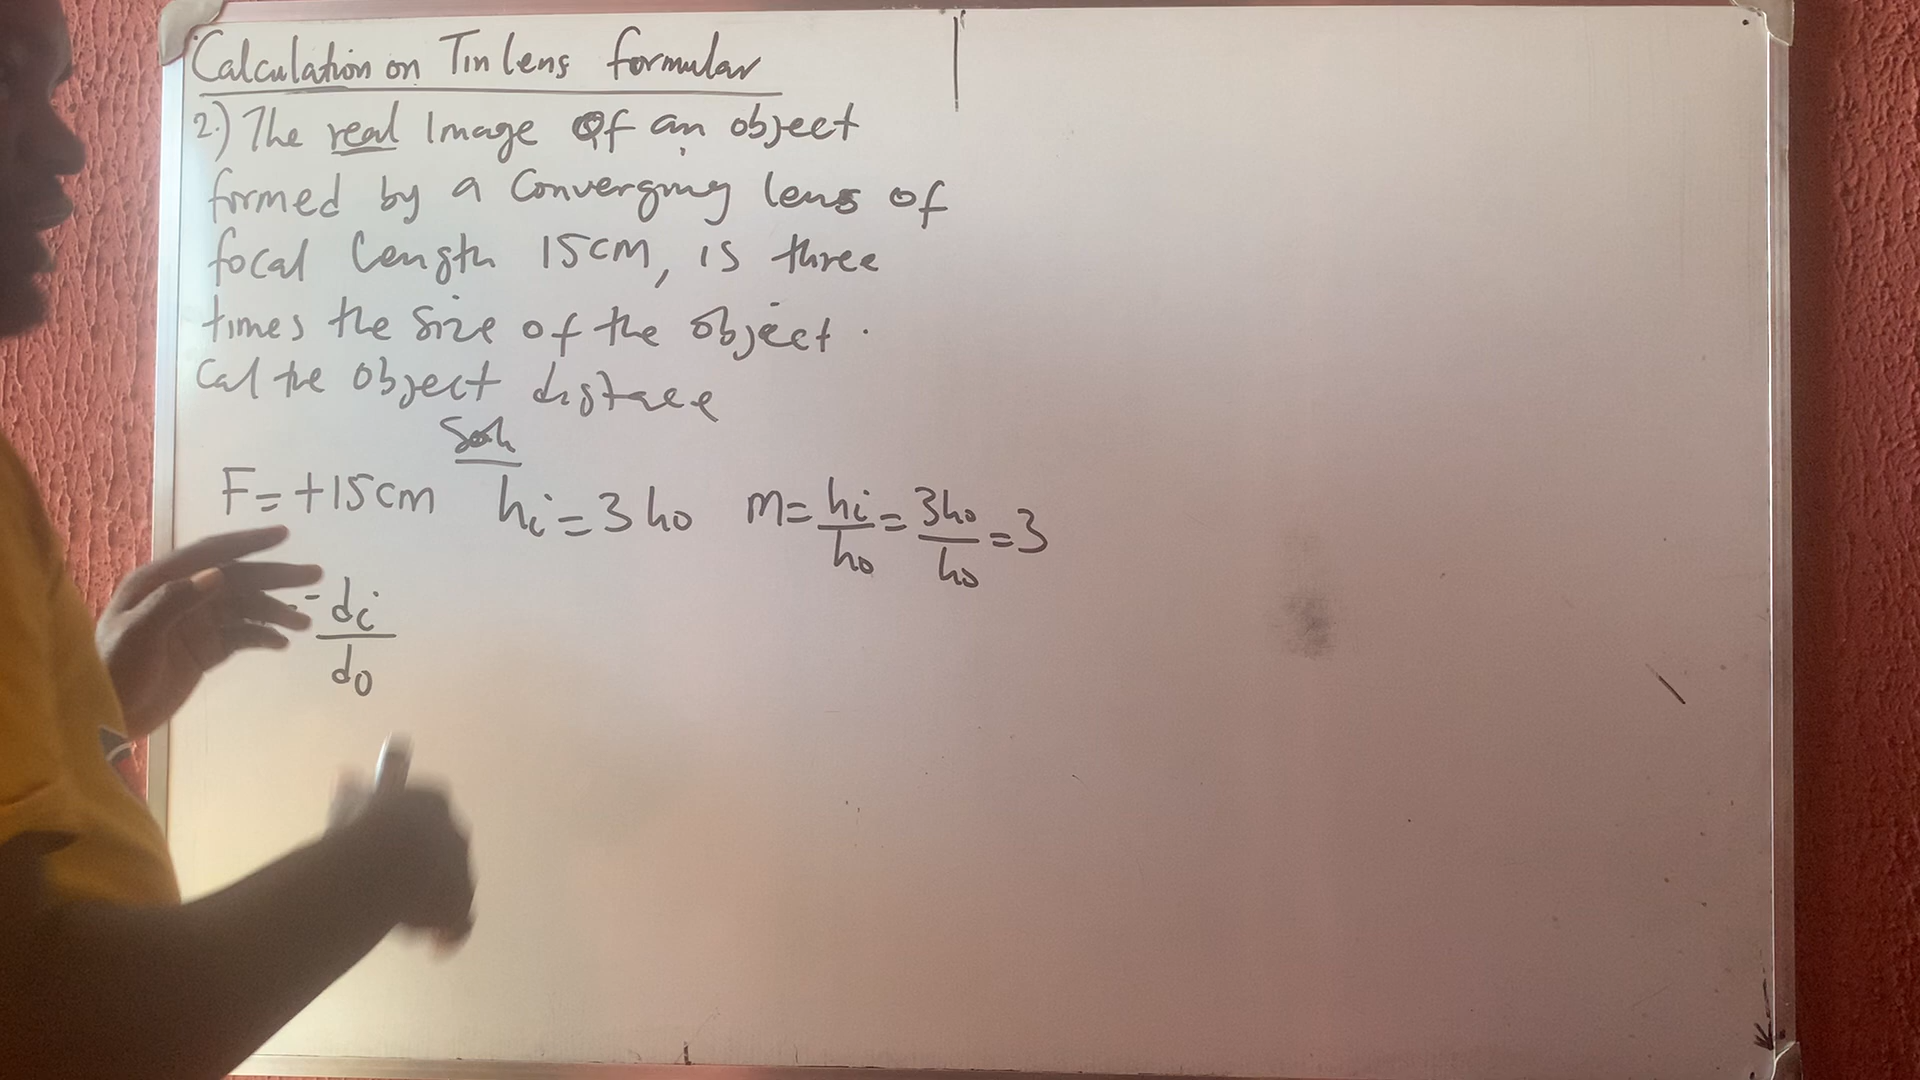 Calculation on Tin lens formular
2.) The real Image Of an object
formed by a Converging lens of
focal length 15cm, is three
times the size of the object.
Cal the object distace
Soln
F = +15cm hi = 3ho m = hi/ho = 3ho/ho = 3
- di/do